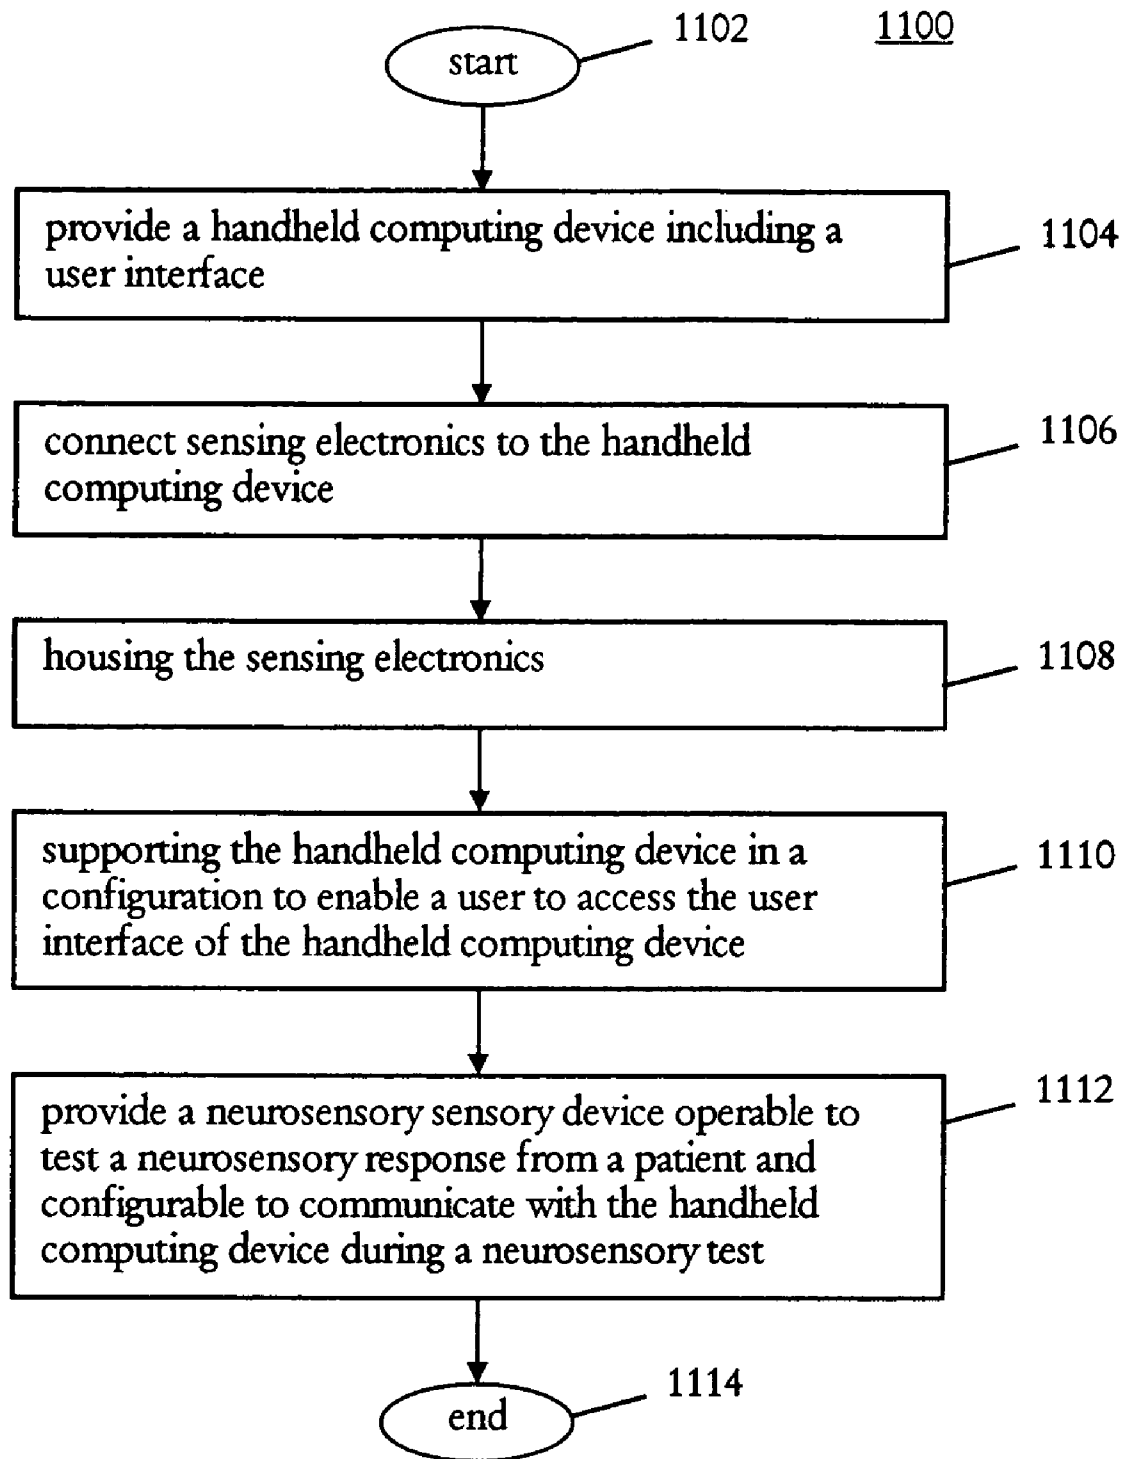 1102
1100
start
provide a handheld computing device including a
user interface
1104
connect sensing electronics to the handheld
computing device
1106
housing the sensing electronics
1108
supporting the handheld computing device in a
configuration to enable a user to access the user
interface of the handheld computing device
1110
provide a neurosensory sensory device operable to
test a neurosensory response from a patient and
configurable to communicate with the handheld
computing device during a neurosensory test
1112
end
1114